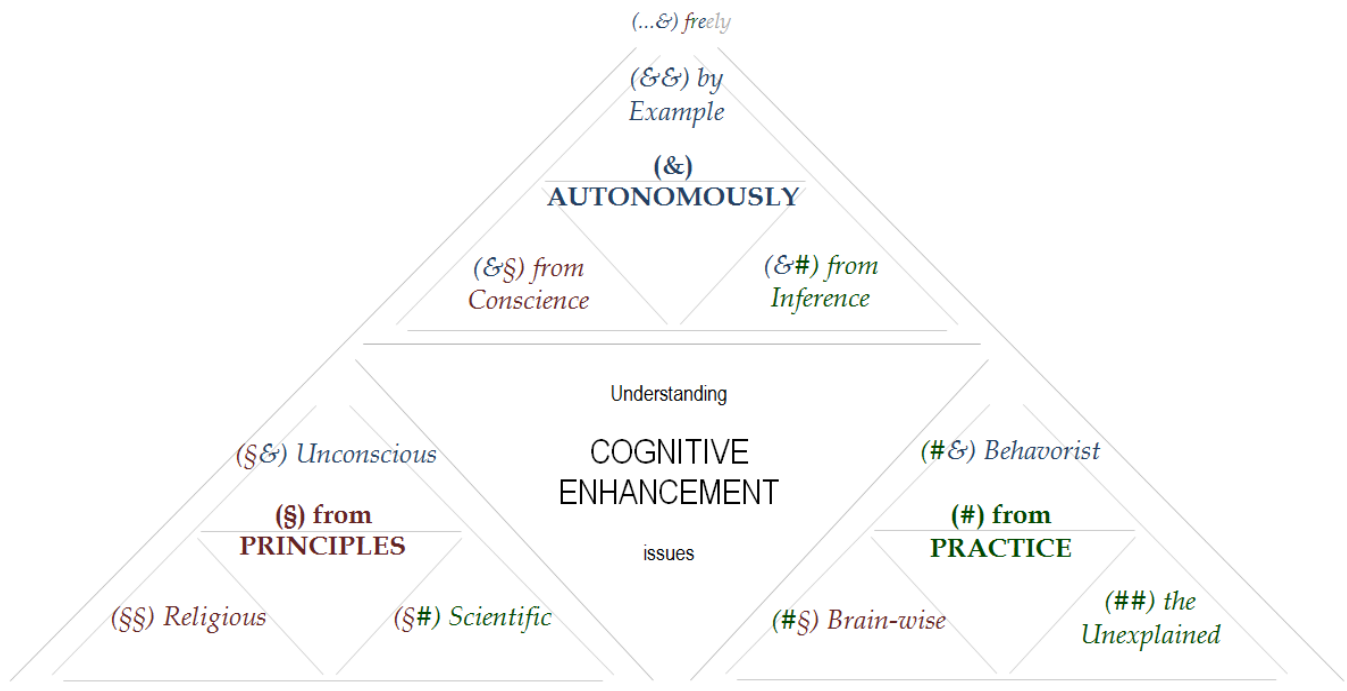 (...&) freely
(&&) by
Example
(&)
AUTONOMOUSLY
(&§) from
Conscience
(&#) from
Inference
Understanding
COGNITIVE
ENHANCEMENT
issues
(§&) Unconscious
(§) from
PRINCIPLES
(§§) Religious
(§#) Scientific
(#&) Behavorist
(#) from
PRACTICE
(#§) Brain-wise
(##) the
Unexplained